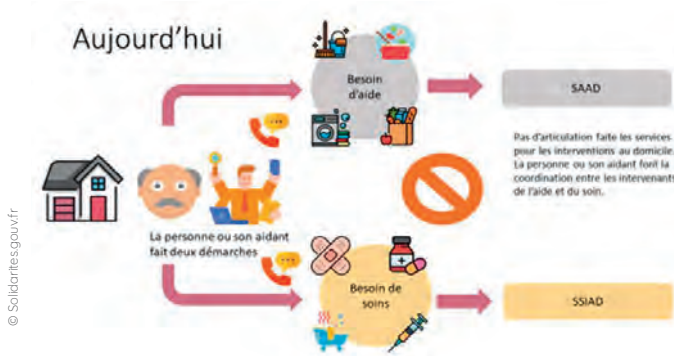 Aujourd'hui
Besoin
d'aide
SAAD
Pas d'articulation faite les services
pour les interventions au domicile.
La personne ou son aidant font la
coordination entre les intervenants
de l'aide et du soin.
La personne ou son aidant
fait deux démarches
Besoin de
soins
SSIAD
© Solidorites.gouv.fr